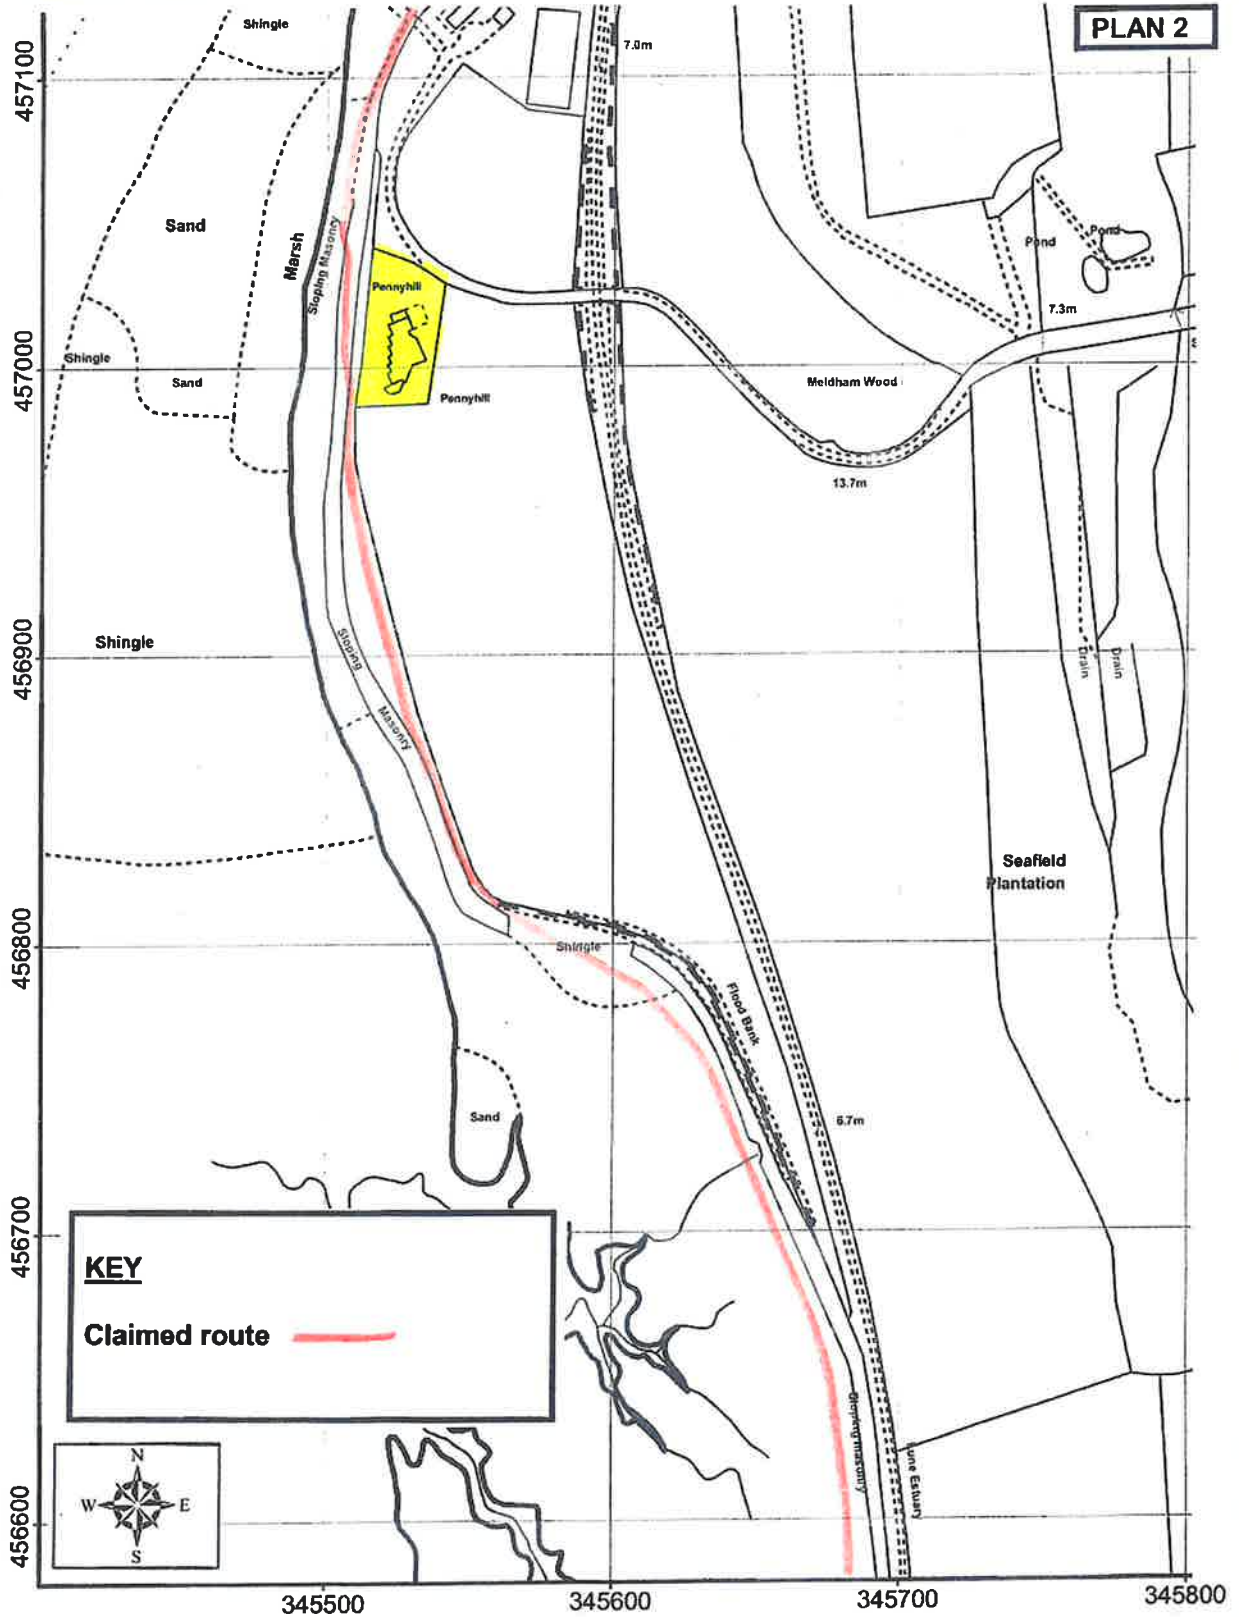 PLAN 2
Shingle
7.0m
457100
Sand
Marsh
Sloping Masonry
Pond
Pond
Pennyhill
7.3m
Shingle
Sand
457000
Meldham Wood
Pennyhill
13.7m
Shingle
456900
Sloping
Masonry
Drain
Drain
Seafield
Plantation
456800
Shingle
Flood Bank
Sand
6.7m
456700
KEY
Claimed route
Sloping masonry
Lune Estuary
N
W
E
S
456600
345500
345600
345700
345800